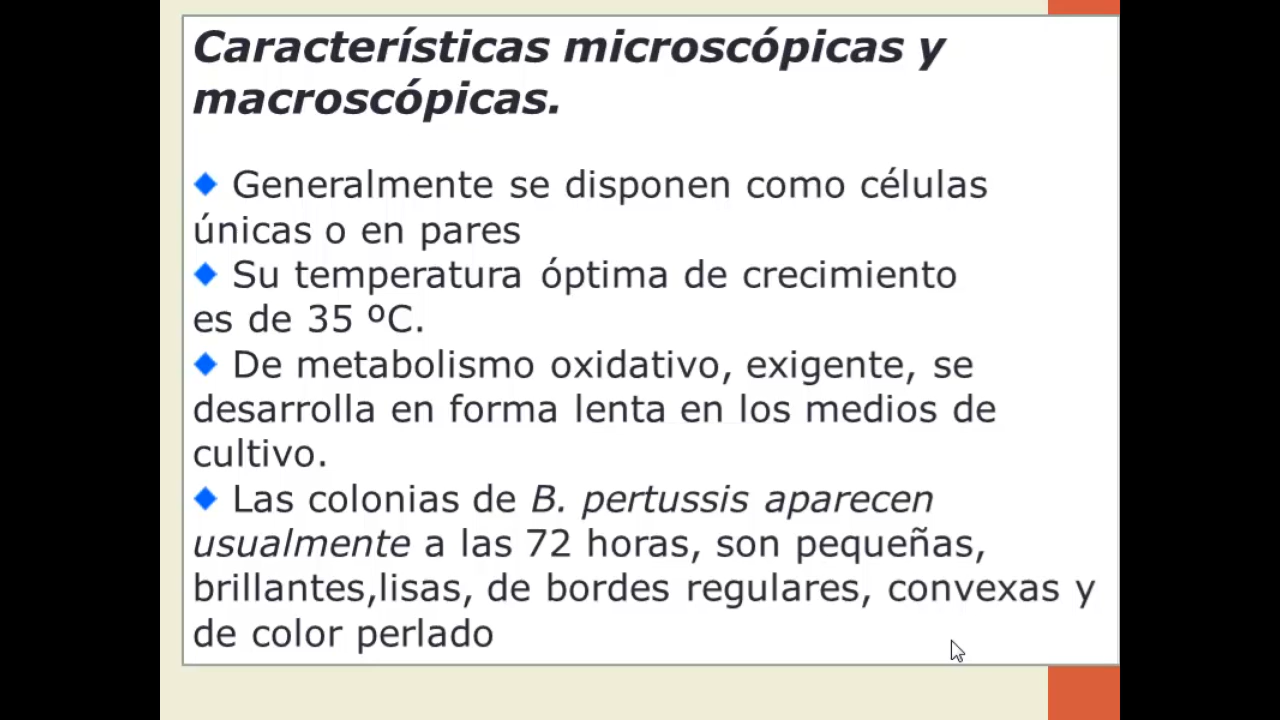 Características microscópicas y
macroscópicas.
◆ Generalmente se disponen como células
únicas o en pares
◆ Su temperatura óptima de crecimiento
es de 35 ºC.
◆ De metabolismo oxidativo, exigente, se
desarrolla en forma lenta en los medios de
cultivo.
◆ Las colonias de B. pertussis aparecen
usualmente a las 72 horas, son pequeñas,
brillantes,lisas, de bordes regulares, convexas y
de color perlado